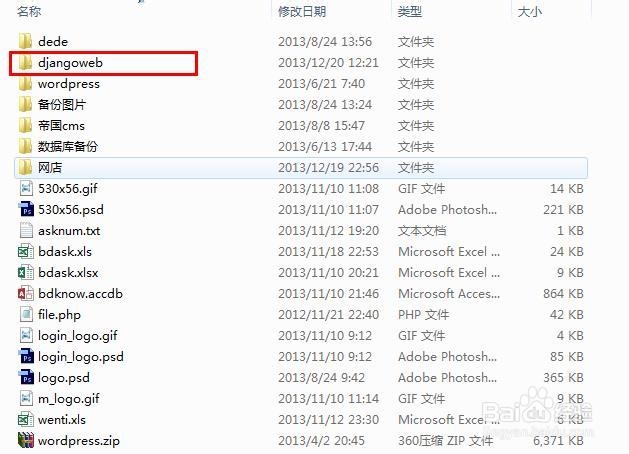 名称 修改日期 类型 大小
dede 2013/8/24 13:56 文件夹
djangoweb 2013/12/20 12:21 文件夹
wordpress 2013/6/21 7:40 文件夹
备份图片 2013/8/24 13:24 文件夹
帝国cms 2013/8/8 15:47 文件夹
数据库备份 2013/6/13 17:44 文件夹
网店 2013/12/19 22:56 文件夹
530x56.gif 2013/11/10 11:08 GIF 文件 14 KB
530x56.psd 2013/11/10 11:07 Adobe Photosh... 221 KB
asknum.txt 2013/11/12 19:20 文本文档 1 KB
bdask.xls 2013/11/18 22:53 Microsoft Excel ... 24 KB
bdask.xlsx 2013/11/10 20:21 Microsoft Excel ... 9 KB
bdknow.accdb 2013/11/10 21:46 Microsoft Acces... 864 KB
file.php 2012/11/21 22:40 PHP 文件 42 KB
login_logo.gif 2013/11/10 9:12 GIF 文件 4 KB
login_logo.psd 2013/11/10 9:12 Adobe Photosh... 85 KB
logo.psd 2013/8/24 9:42 Adobe Photosh... 365 KB
m_logo.gif 2013/11/10 11:14 GIF 文件 8 KB
wenti.xls 2013/11/12 23:30 Microsoft Excel ... 6 KB
wordpress.zip 2013/4/2 20:45 360压缩 ZIP 文件 6,371 KB
Baidu 经验
jingyan.baidu.com